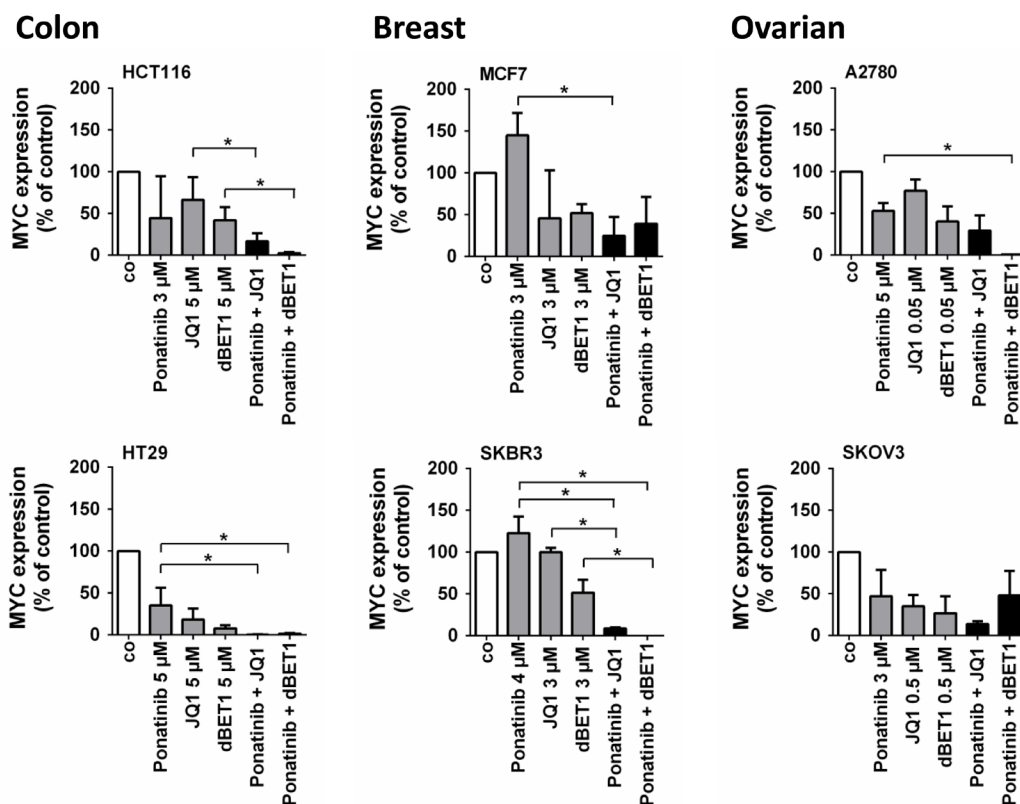 Colon
Breast
Ovarian
HCT116
MYC expression
(% of control)
200
150
100
50
0
*
*
co
Ponatinib 3 µM
JQ1 5 µM
dBET1 5 µM
Ponatinib + JQ1
Ponatinib + dBET1
MCF7
MYC expression
(% of control)
200
150
100
50
0
*
co
Ponatinib 3 µM
JQ1 3 µM
dBET1 3 µM
Ponatinib + JQ1
Ponatinib + dBET1
A2780
MYC expression
(% of control)
200
150
100
50
0
*
co
Ponatinib 5 µM
JQ1 0.05 µM
dBET1 0.05 µM
Ponatinib + JQ1
Ponatinib + dBET1
HT29
MYC expression
(% of control)
200
150
100
50
0
*
*
co
Ponatinib 5 µM
JQ1 5 µM
dBET1 5 µM
Ponatinib + JQ1
Ponatinib + dBET1
SKBR3
MYC expression
(% of control)
200
150
100
50
0
*
*
*
*
co
Ponatinib 4 µM
JQ1 3 µM
dBET1 3 µM
Ponatinib + JQ1
Ponatinib + dBET1
SKOV3
MYC expression
(% of control)
200
150
100
50
0
co
Ponatinib 3 µM
JQ1 0.5 µM
dBET1 0.5 µM
Ponatinib + JQ1
Ponatinib + dBET1